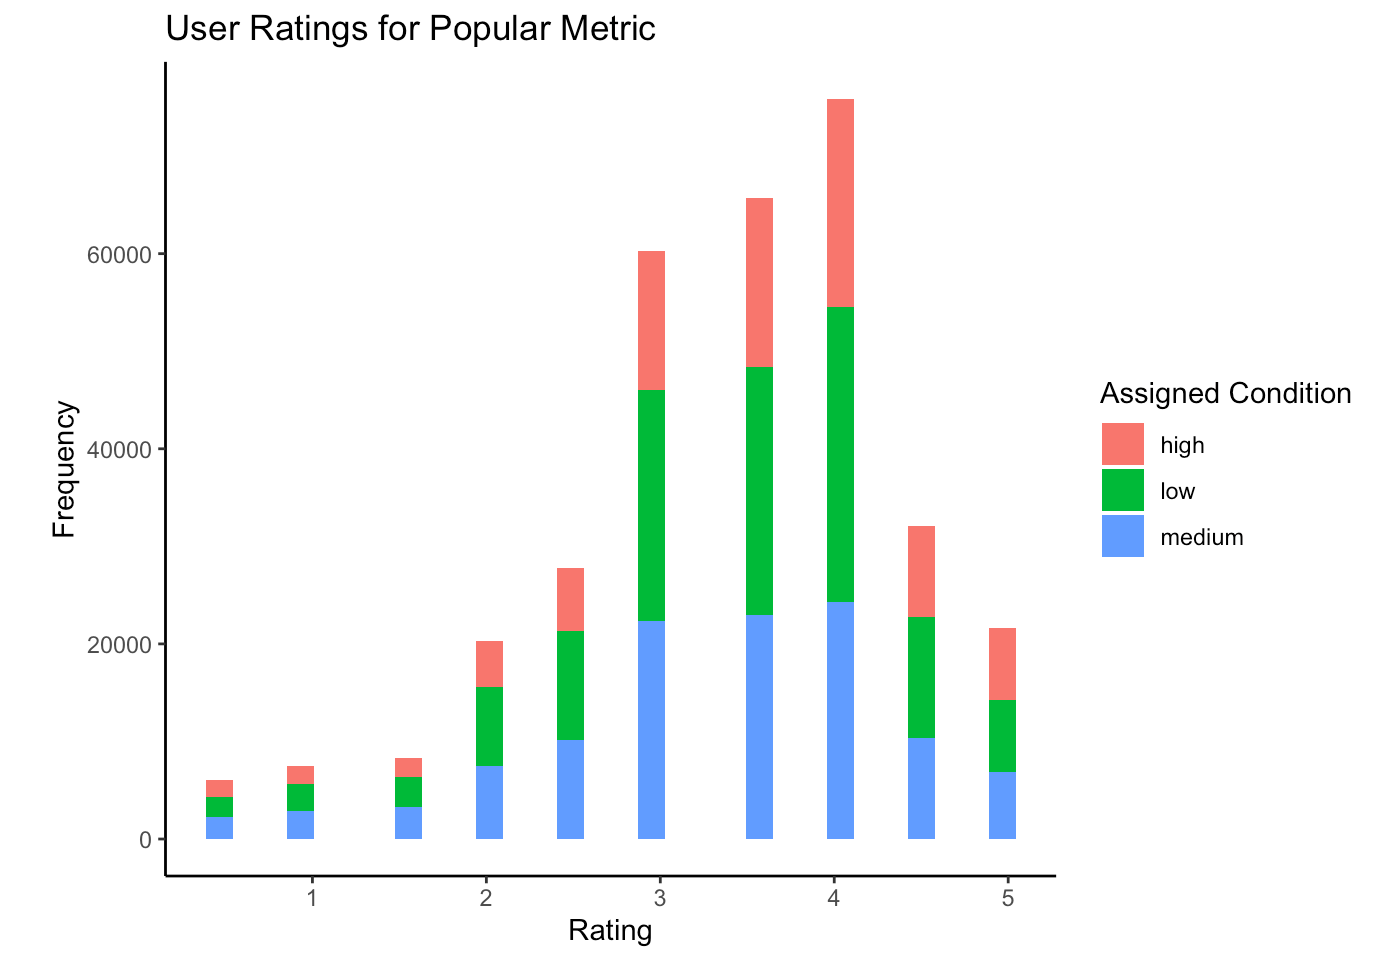 User Ratings for Popular Metric
60000
40000
20000
0
Frequency
1 2 3 4 5
Rating
Assigned Condition
high
low
medium